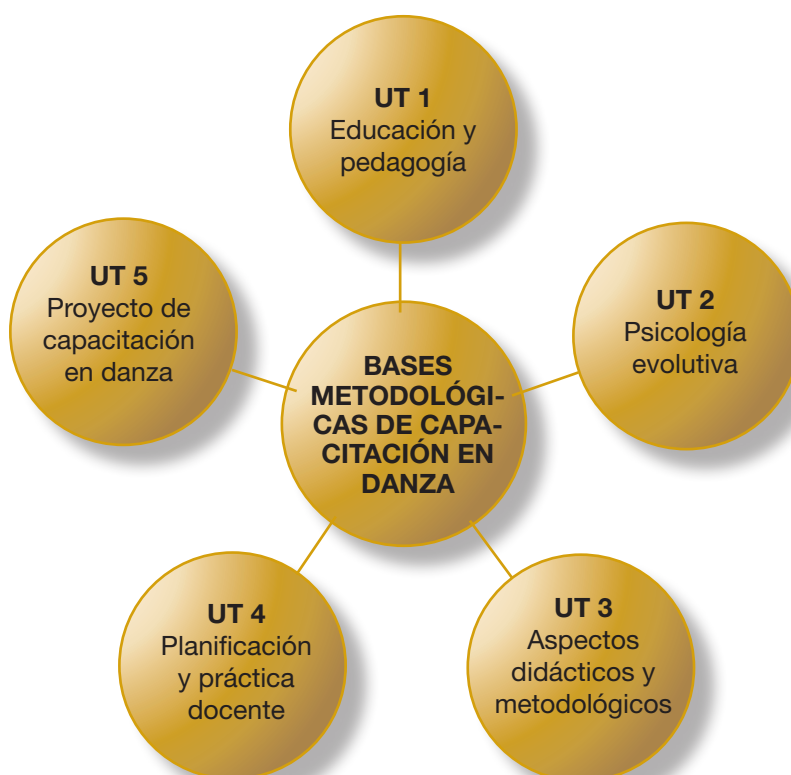 UT 1
Educación y
pedagogía
UT 2
Psicología
evolutiva
UT 3
Aspectos
didácticos y
metodológicos
UT 4
Planificación
y práctica
docente
UT 5
Proyecto de
capacitación
en danza
BASES
METODOLÓGI-
CAS DE CAPA-
CITACIÓN EN
DANZA